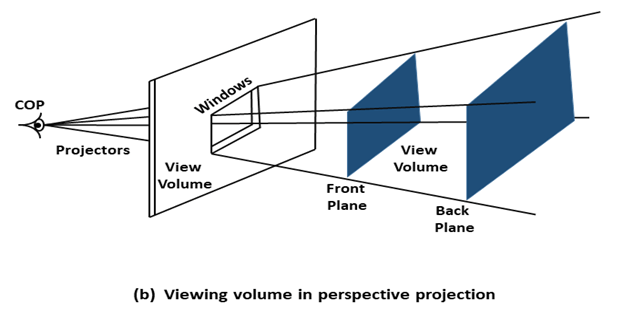 COP
Projectors
Windows
View
Volume
View
Volume
Front
Plane
Back
Plane
(b) Viewing volume in perspective projection